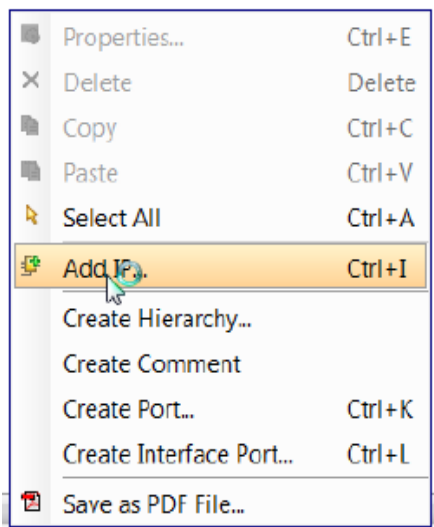 Properties... Ctrl+E
Delete Delete
Copy Ctrl+C
Paste Ctrl+V
Select All Ctrl+A
Add IP... Ctrl+I
Create Hierarchy...
Create Comment
Create Port... Ctrl+K
Create Interface Port... Ctrl+L
Save as PDF File...